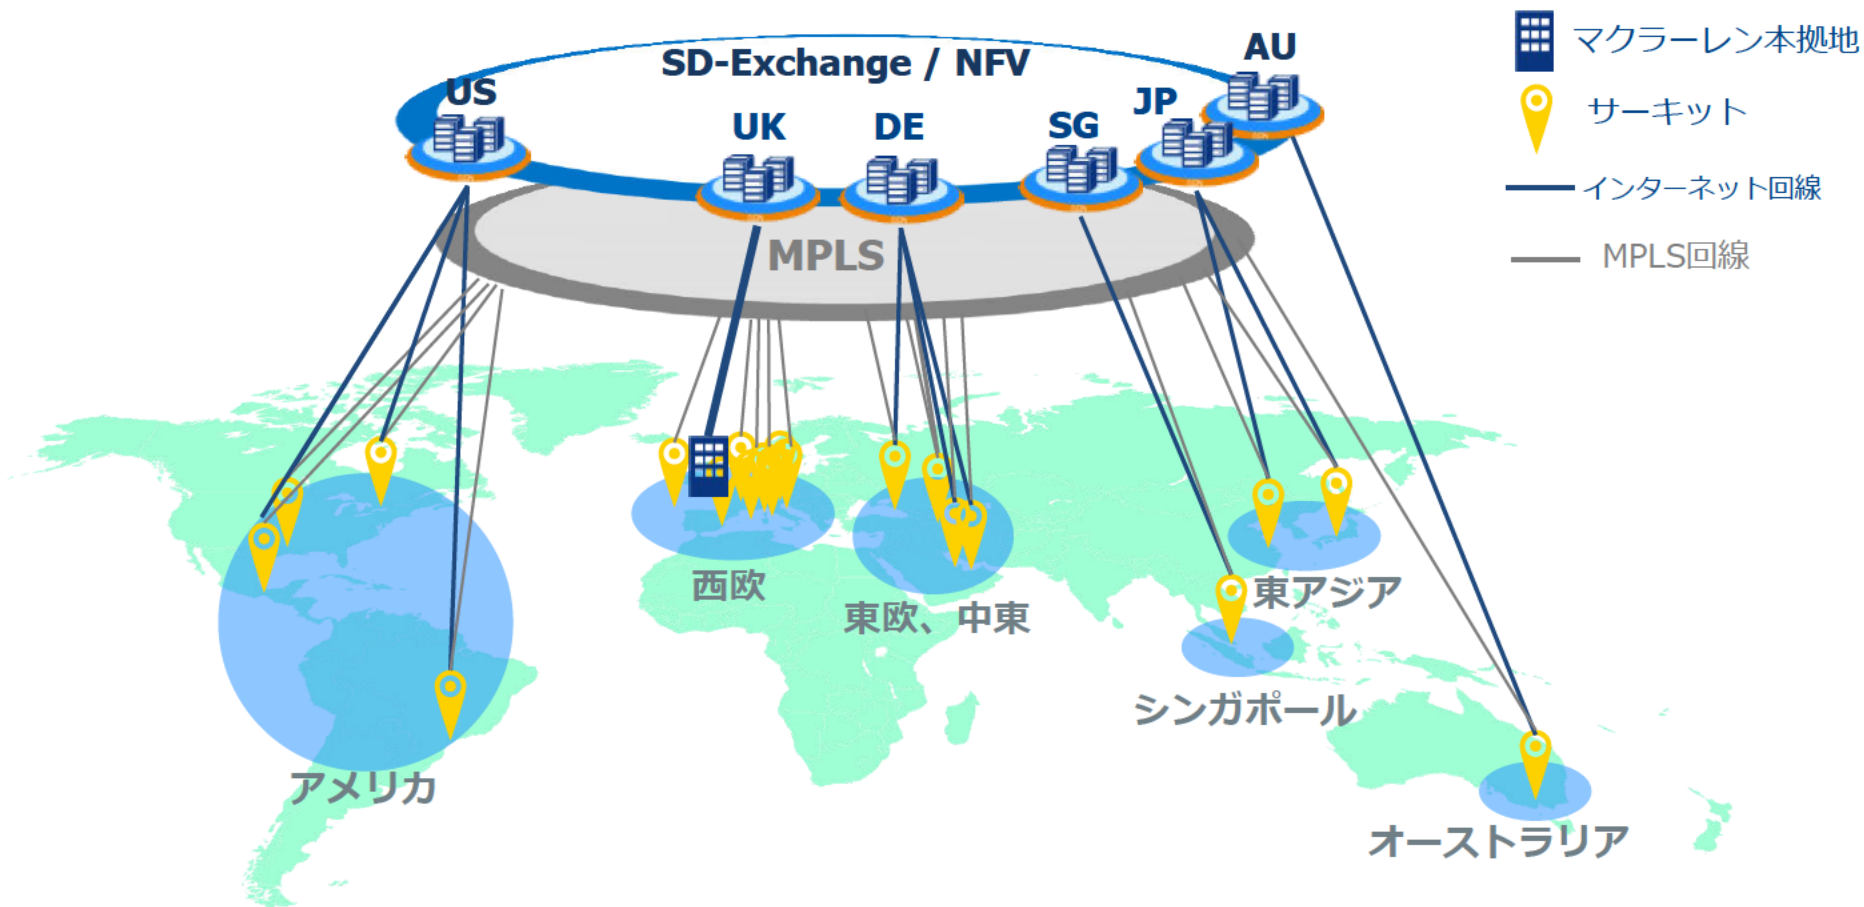 SD-Exchange / NFV
US
UK
DE
SG
JP
AU
MPLS
マクラーレン本拠地
サーキット
インターネット回線
MPLS回線
アメリカ
西欧
東欧、中東
東アジア
シンガポール
オーストラリア